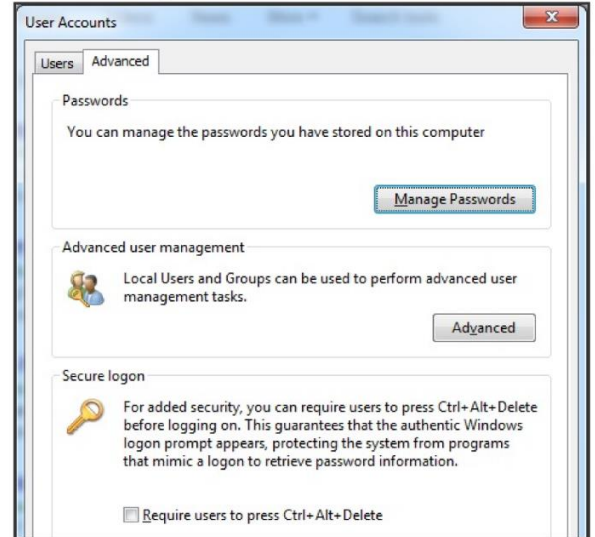 User Accounts
x
Users Advanced
Passwords
You can manage the passwords you have stored on this computer
Manage Passwords
Advanced user management
Local Users and Groups can be used to perform advanced user
management tasks.
Advanced
Secure logon
For added security, you can require users to press Ctrl+Alt+Delete
before logging on. This guarantees that the authentic Windows
logon prompt appears, protecting the system from programs
that mimic a logon to retrieve password information.
Require users to press Ctrl+Alt+Delete